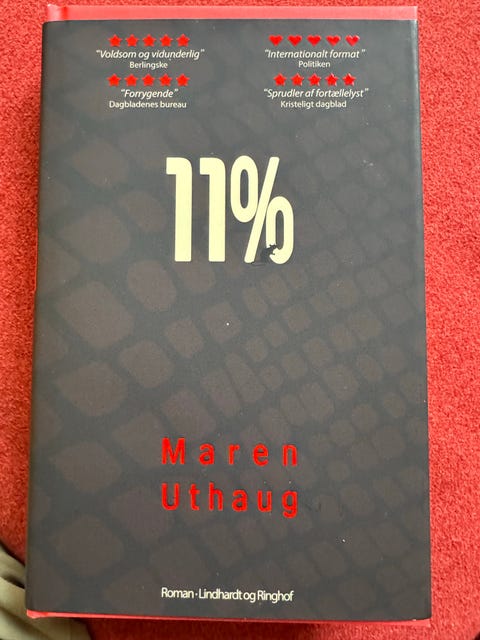 "Voldsom og vidunderlig"
Berlingske
"Internationalt format"
Politiken
"Forrygende"
Dagbladenes bureau
"Sprudler af fortællelyst"
Kristeligt dagblad
11%
Maren
Uthaug
Roman · Lindhardt og Ringhof